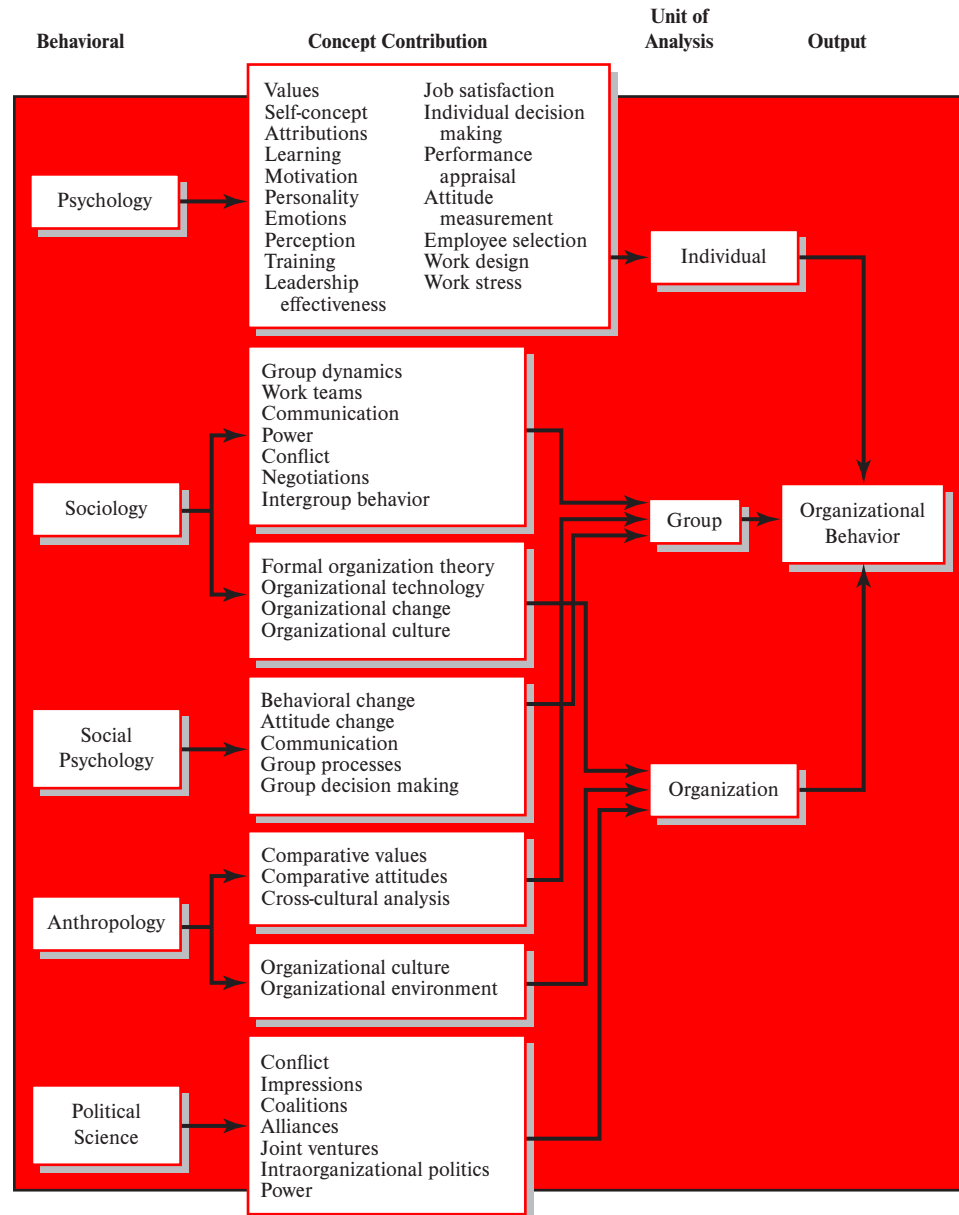 Behavioral
Concept Contribution
Unit of
Analysis
Output
Psychology
Values
Self-concept
Attributions
Learning
Motivation
Personality
Emotions
Perception
Training
Leadership
effectiveness
Job satisfaction
Individual decision
making
Performance
appraisal
Attitude
measurement
Employee selection
Work design
Work stress
Individual
Sociology
Group dynamics
Work teams
Communication
Power
Conflict
Negotiations
Intergroup behavior
Formal organization theory
Organizational technology
Organizational change
Organizational culture
Group
Organizational
Behavior
Social
Psychology
Behavioral change
Attitude change
Communication
Group processes
Group decision making
Organization
Anthropology
Comparative values
Comparative attitudes
Cross-cultural analysis
Organizational culture
Organizational environment
Political
Science
Conflict
Impressions
Coalitions
Alliances
Joint ventures
Intraorganizational politics
Power